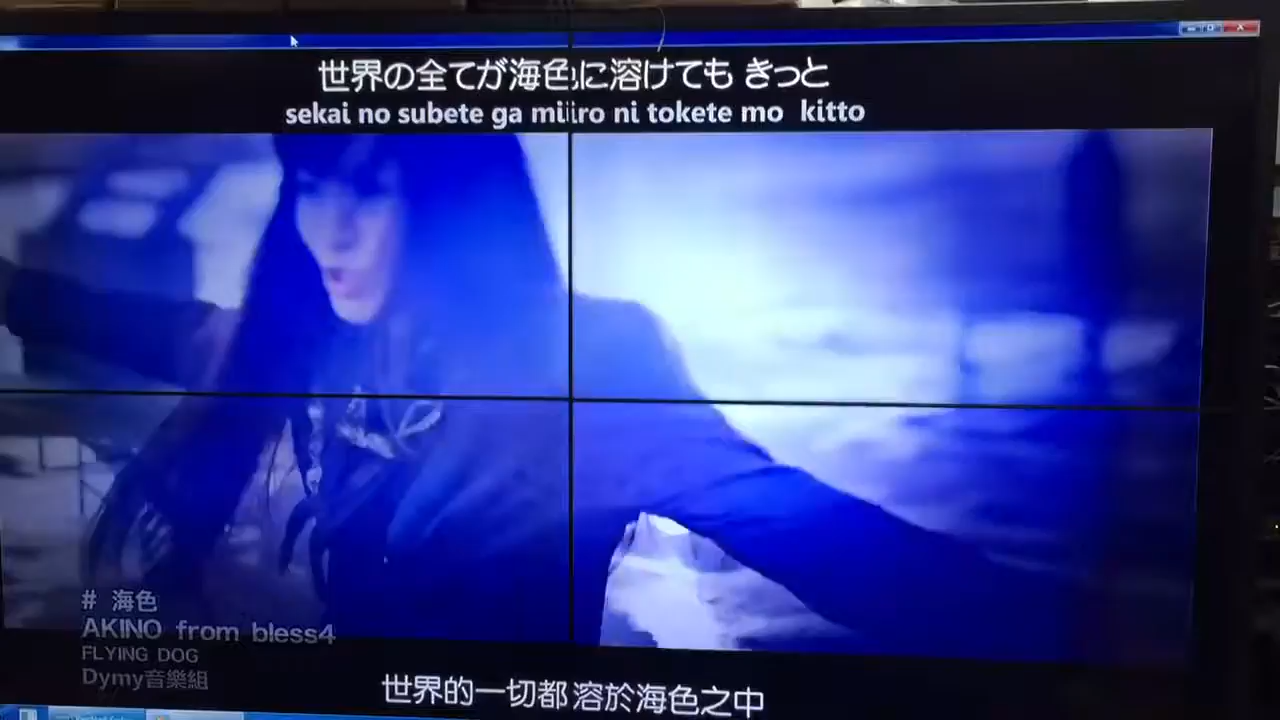 世界の全てが海色に溶けても きっと
sekai no subete ga miiro ni tokete mo kitto
# 海色
AKINO from bless4
FLYING DOG
Dymy音樂組
世界的一切都溶於海色之中